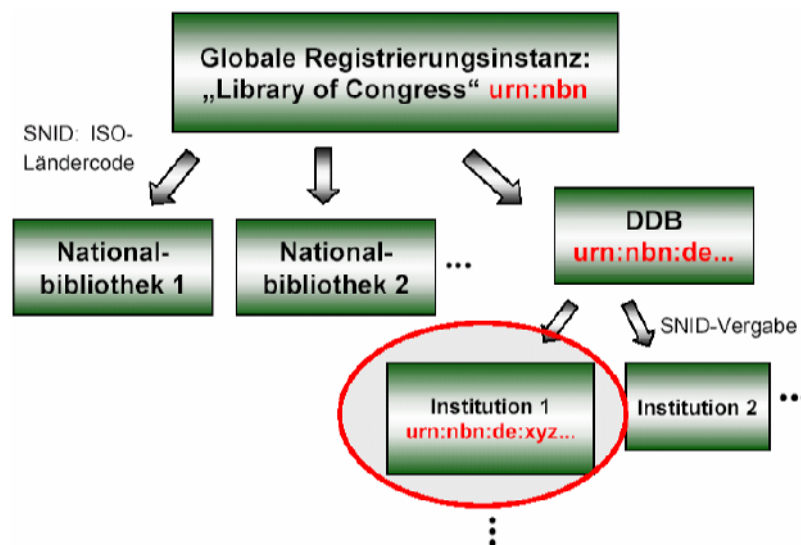 Globale Registrierungsinstanz:
„Library of Congress“ urn:nbn
SNID: ISO-
Ländercode
National-
bibliothek 1
National-
bibliothek 2
...
DDB
urn:nbn:de...
SNID-Vergabe
Institution 1
urn:nbn:de:xyz...
Institution 2
...